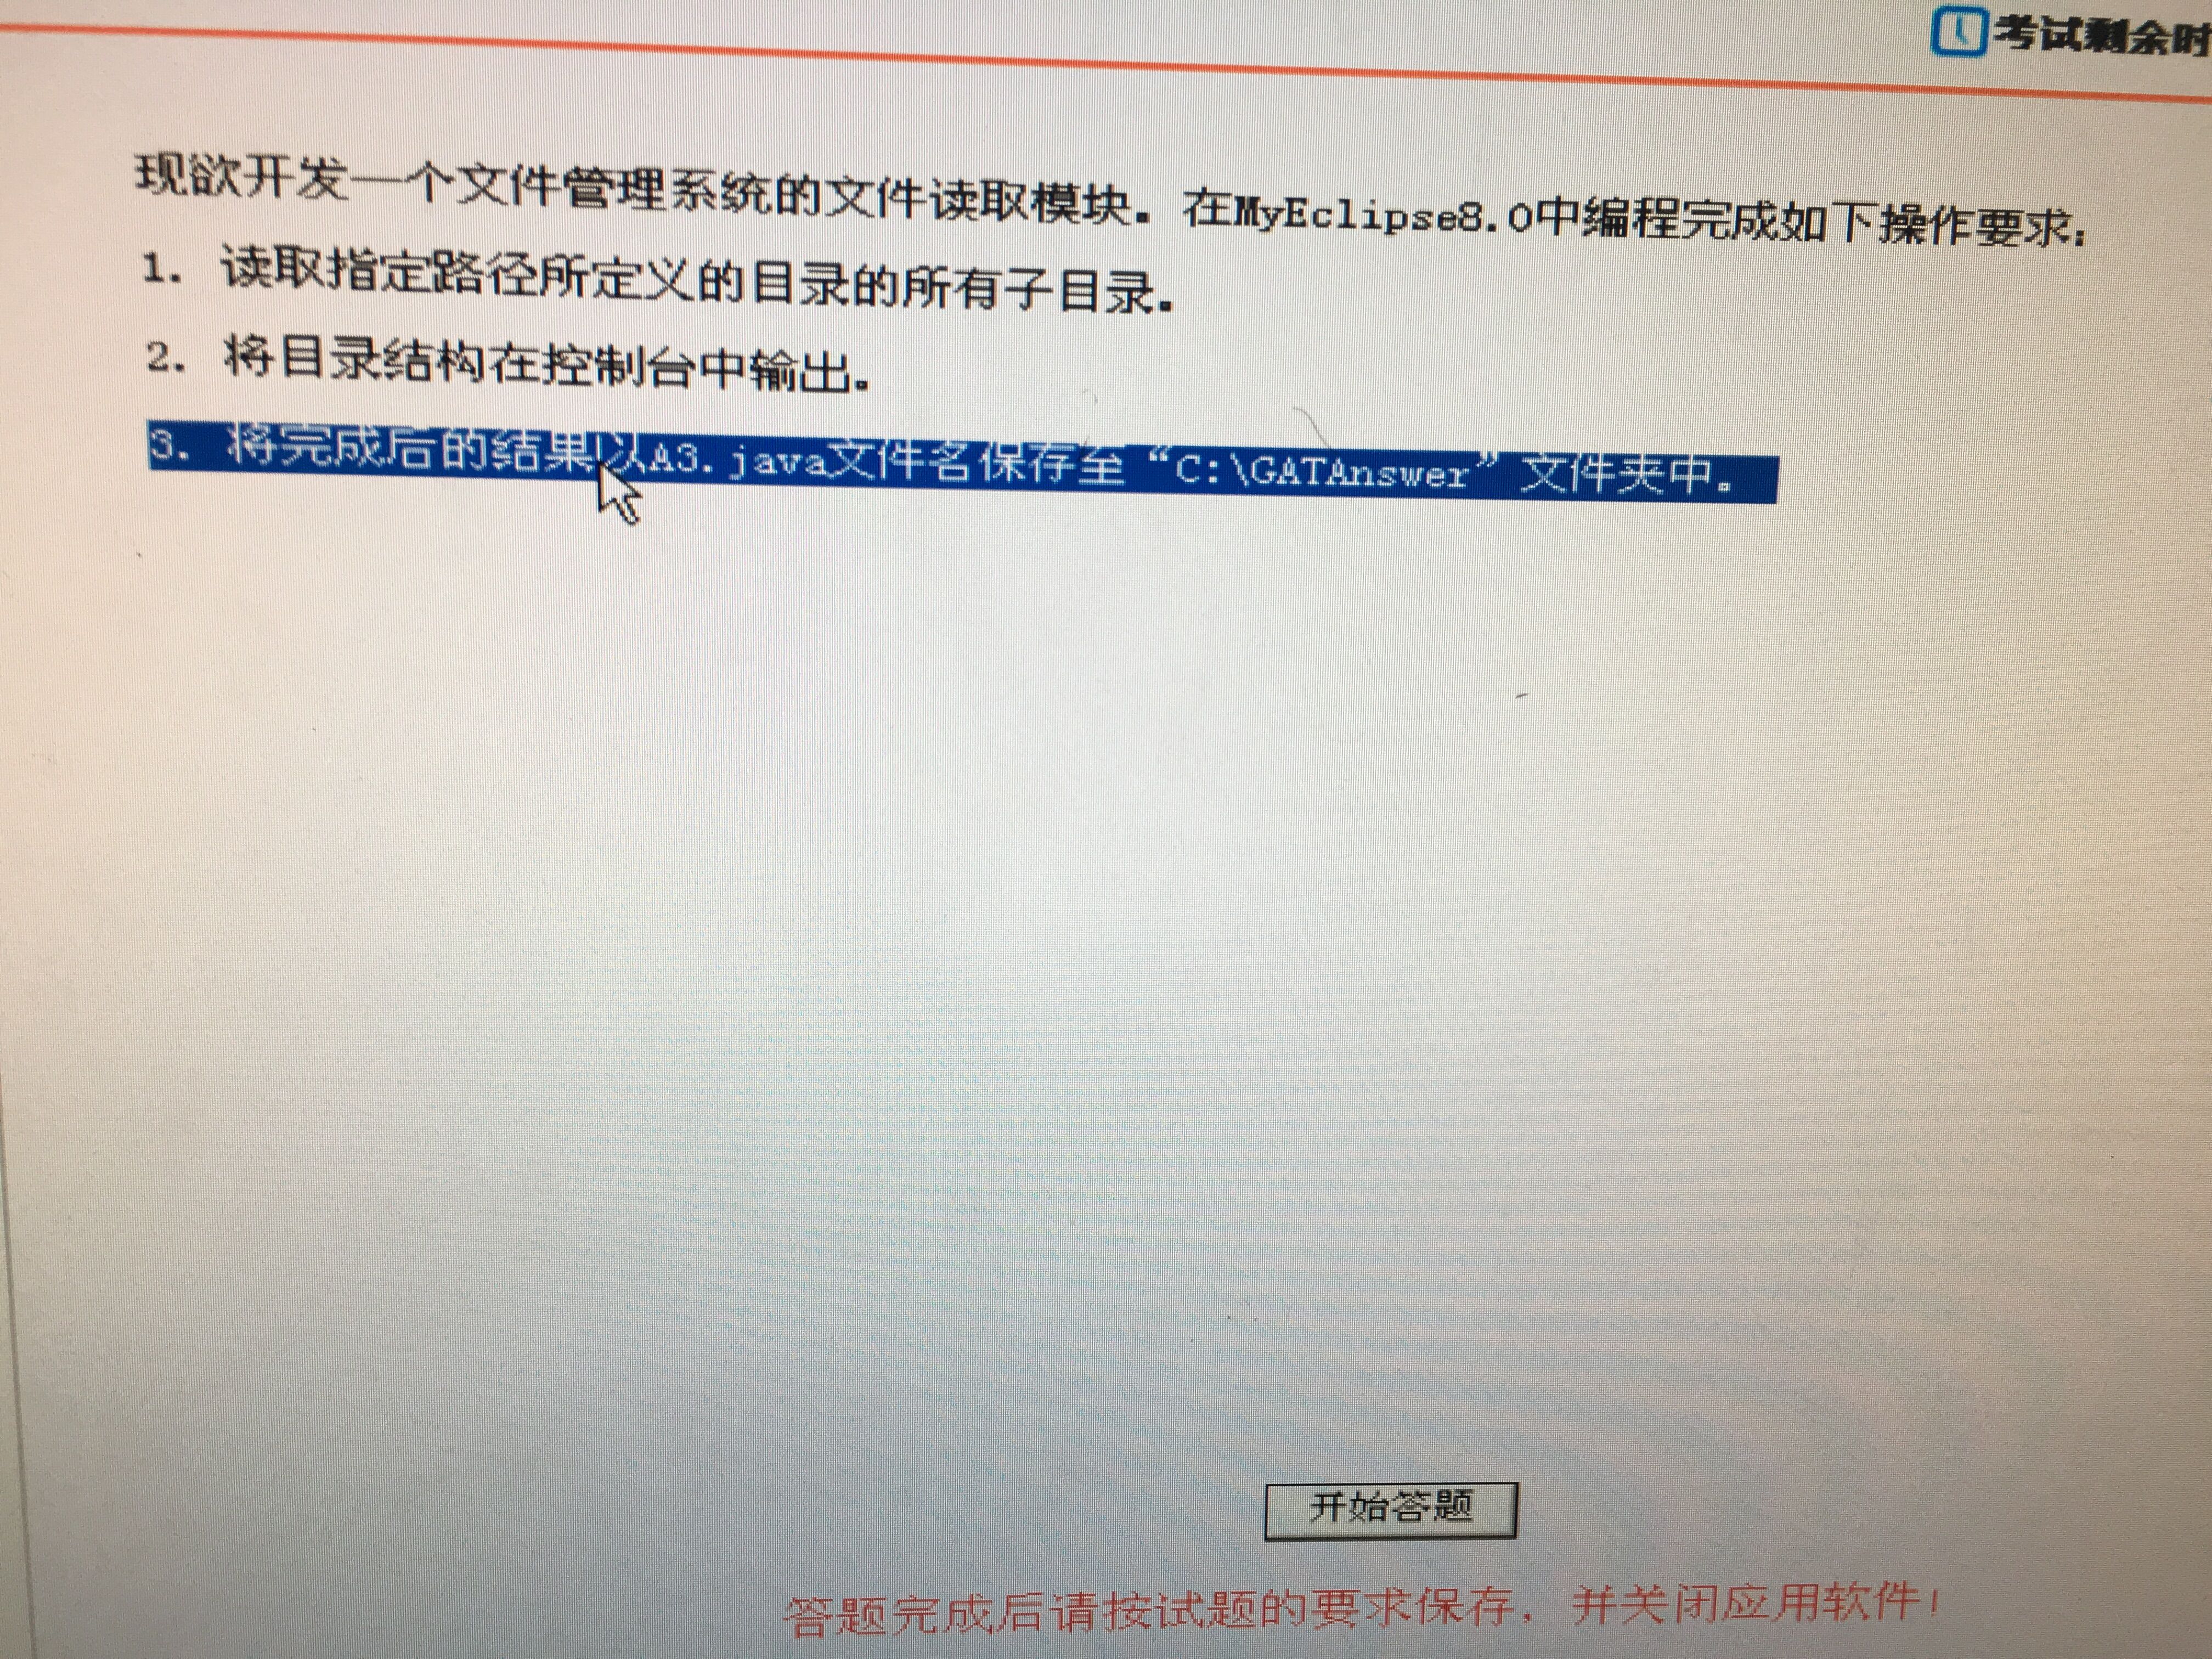 考试剩余时
现欲开发一个文件管理系统的文件读取模块。在MyEclipse8.0中编程完成如下操作要求:
1. 读取指定路径所定义的目录的所有子目录。
2. 将目录结构在控制台中输出。
3. 将完成后的结果以A3.java文件名保存至“C:\GATAnswer”文件夹中。
开始答题
答题完成后请按试题的要求保存，并关闭应用软件!